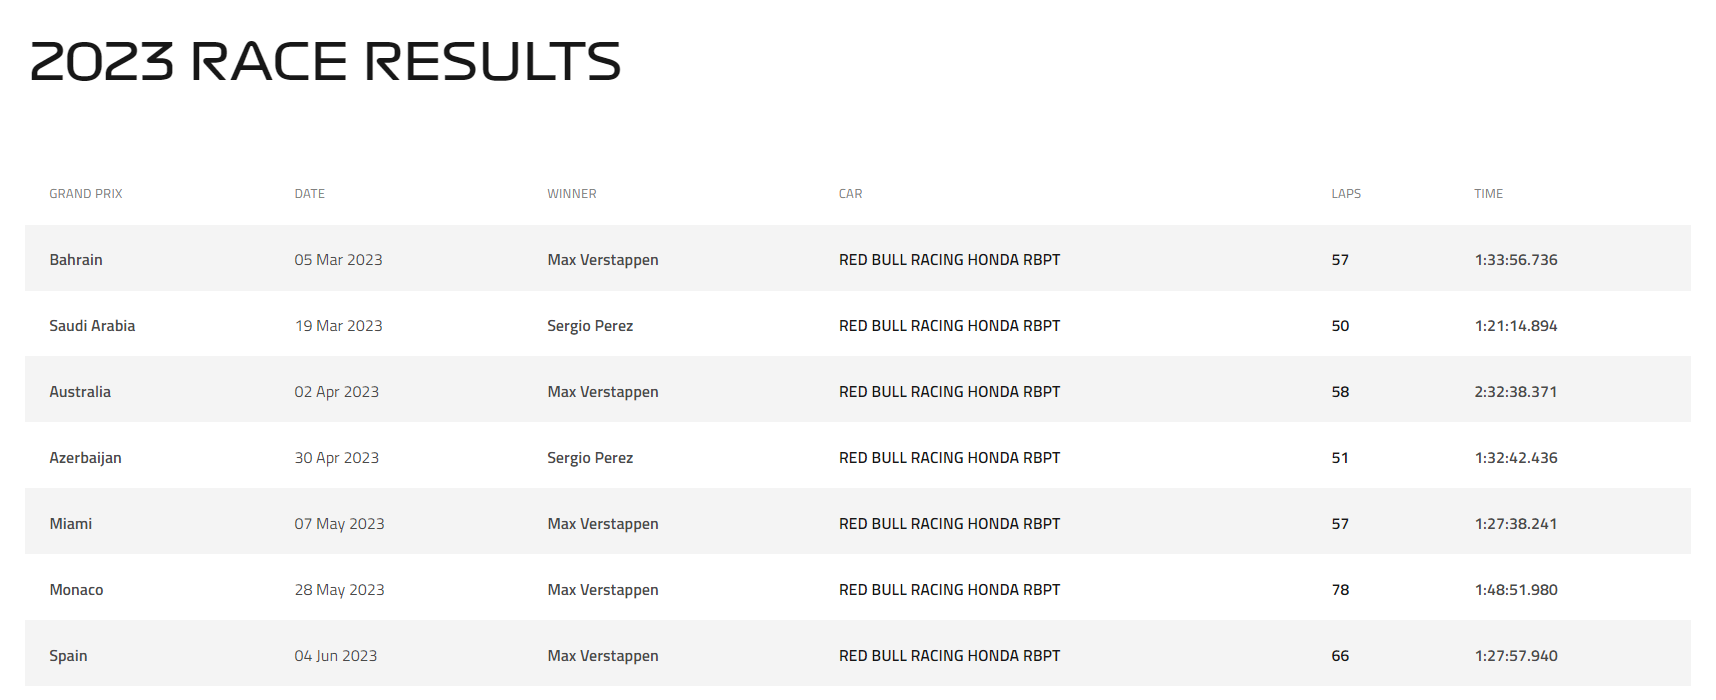 2023 RACE RESULTS
GRAND PRIX DATE WINNER CAR LAPS TIME
Bahrain 05 Mar 2023 Max Verstappen RED BULL RACING HONDA RBPT 57 1:33:56.736
Saudi Arabia 19 Mar 2023 Sergio Perez RED BULL RACING HONDA RBPT 50 1:21:14.894
Australia 02 Apr 2023 Max Verstappen RED BULL RACING HONDA RBPT 58 2:32:38.371
Azerbaijan 30 Apr 2023 Sergio Perez RED BULL RACING HONDA RBPT 51 1:32:42.436
Miami 07 May 2023 Max Verstappen RED BULL RACING HONDA RBPT 57 1:27:38.241
Monaco 28 May 2023 Max Verstappen RED BULL RACING HONDA RBPT 78 1:48:51.980
Spain 04 Jun 2023 Max Verstappen RED BULL RACING HONDA RBPT 66 1:27:57.940